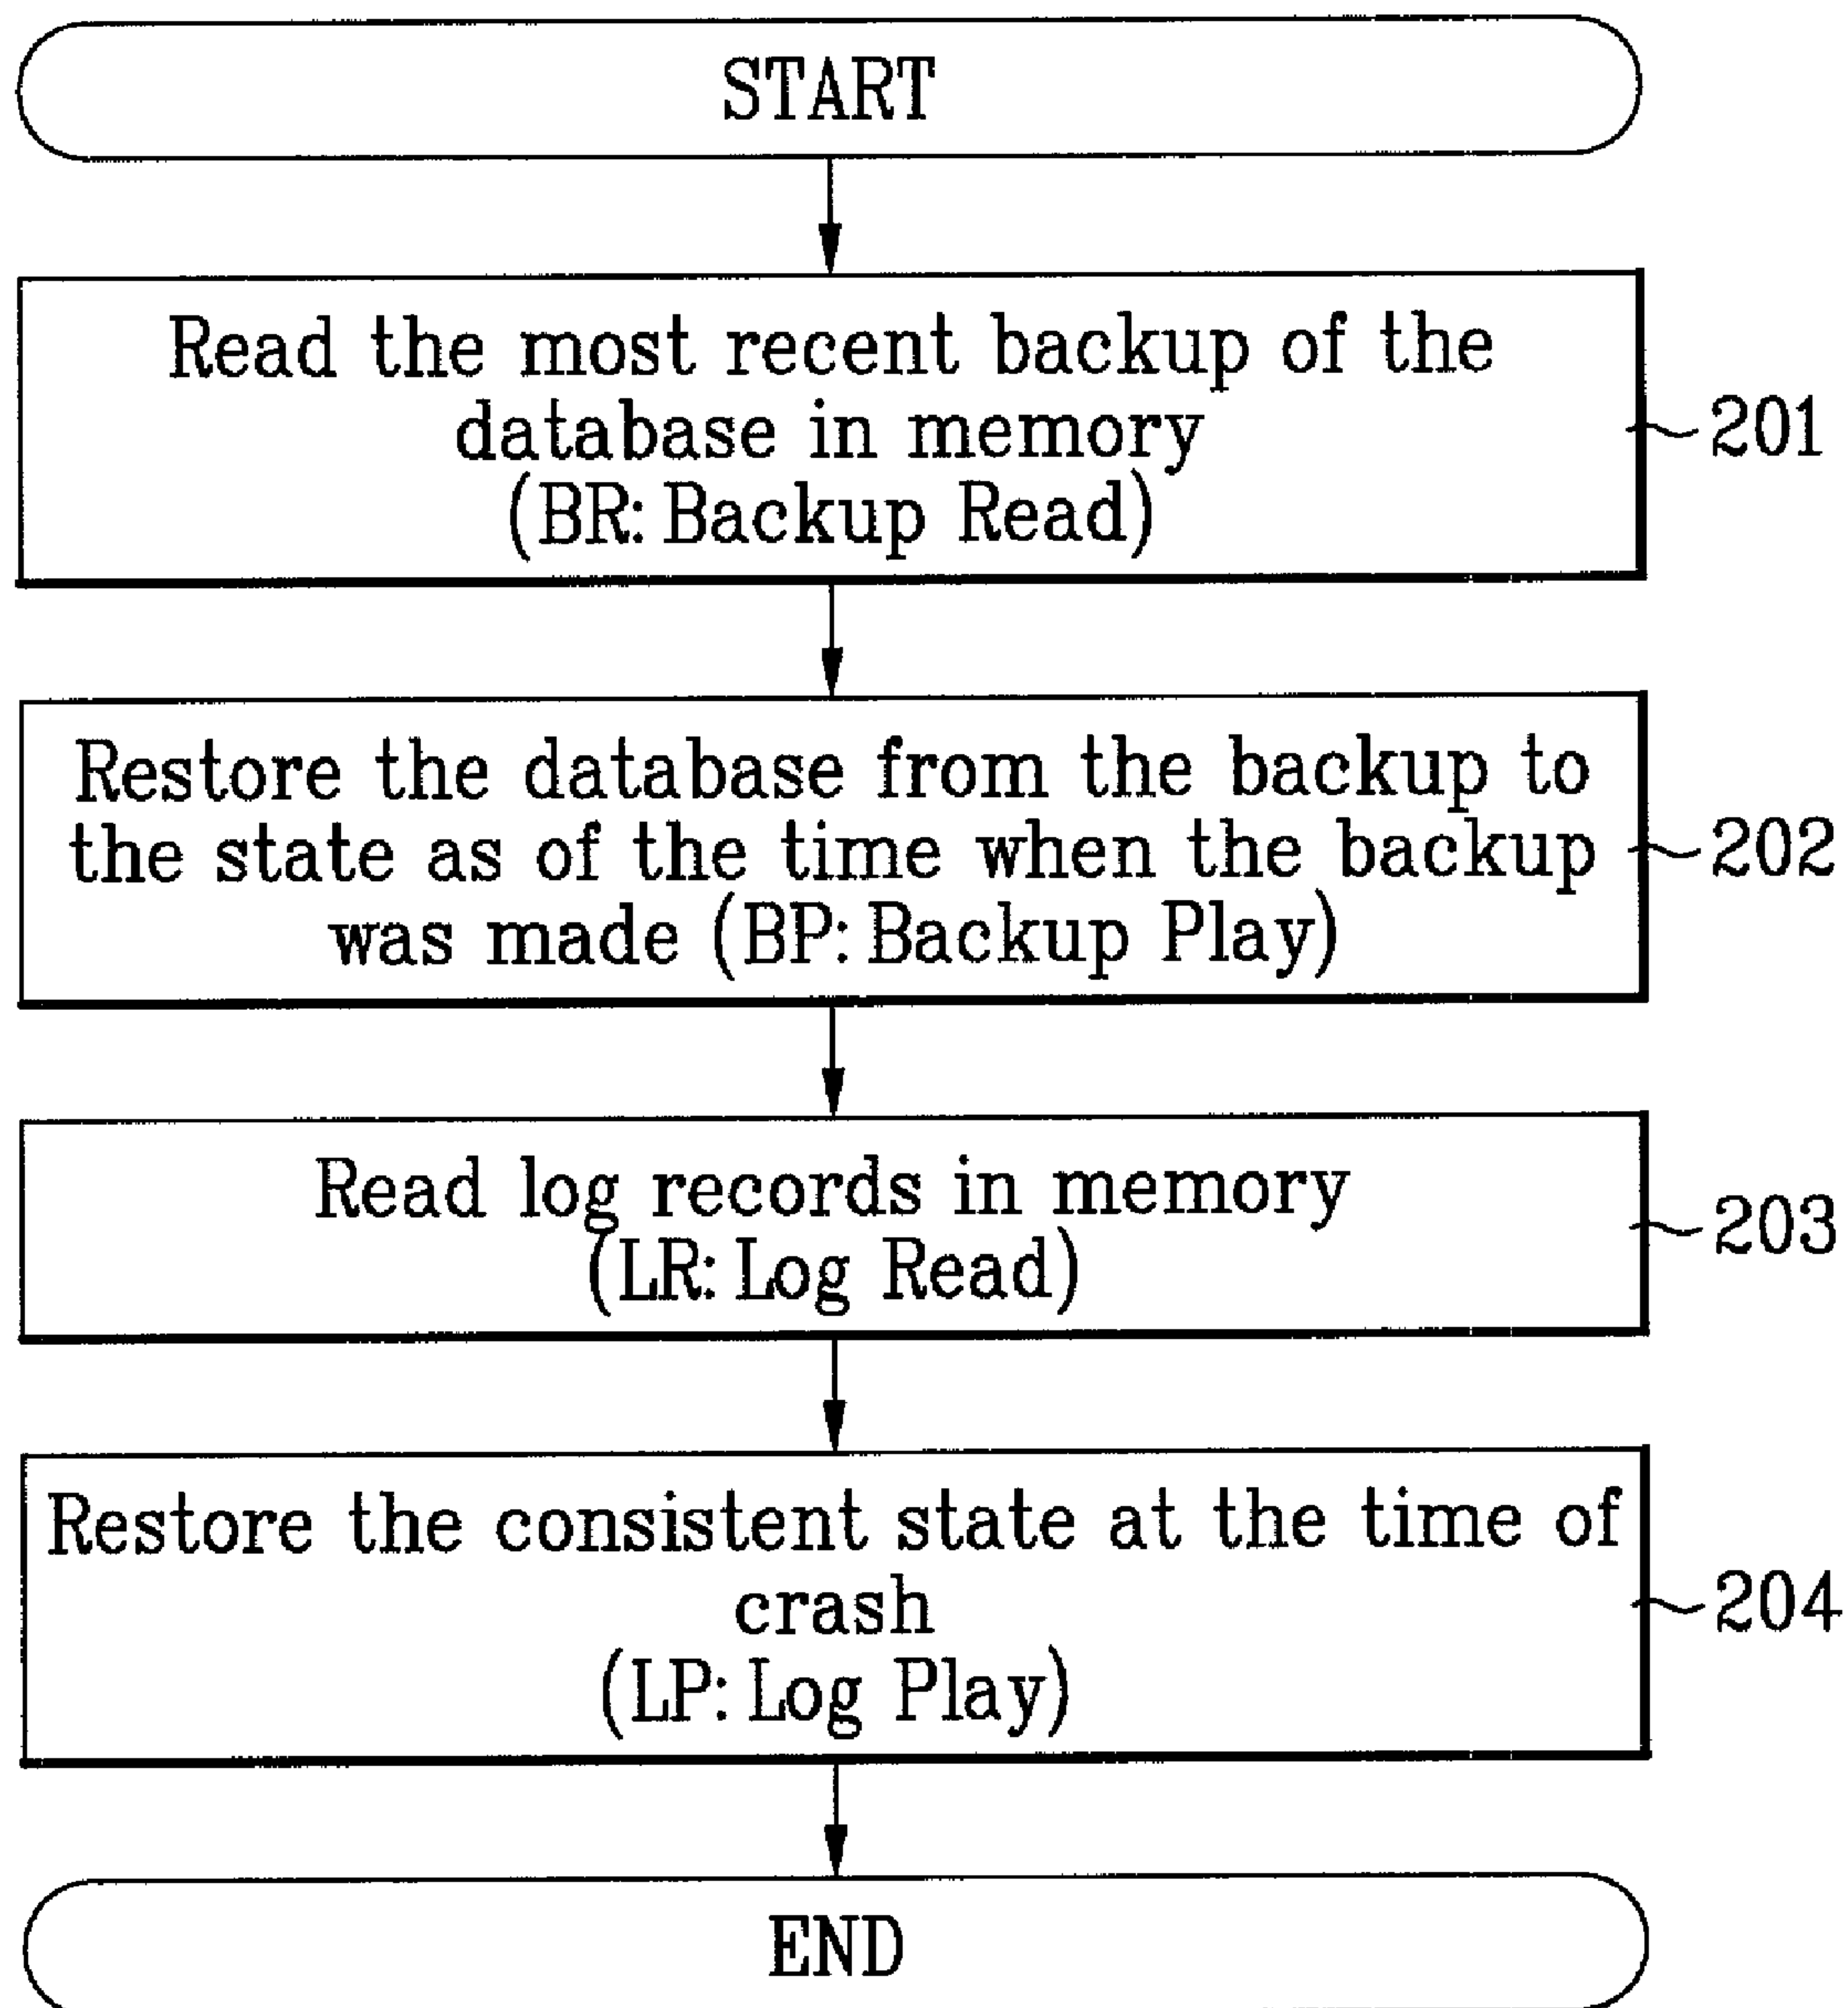 START
Read the most recent backup of the
database in memory
(BR: Backup Read)
201
Restore the database from the backup to
the state as of the time when the backup
was made (BP: Backup Play)
202
Read log records in memory
(LR: Log Read)
203
Restore the consistent state at the time of
crash
(LP: Log Play)
204
END